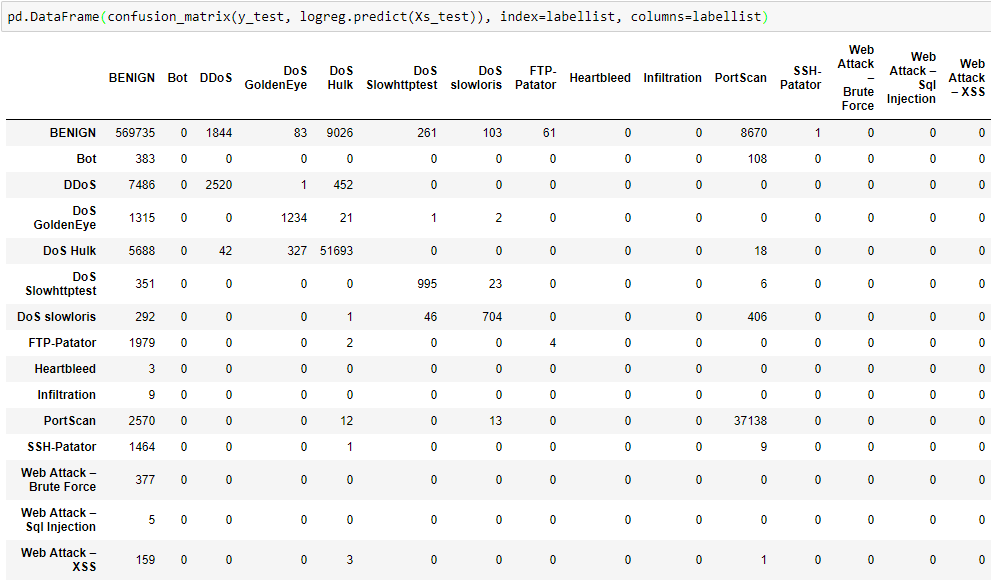 pd.DataFrame(confusion_matrix(y_test, logreg.predict(Xs_test)), index=labellist, columns=labellist)
BENIGN Bot DDoS DoS GoldenEye DoS Hulk DoS Slowhttptest DoS slowloris FTP-Patator Heartbleed Infiltration PortScan SSH-Patator Web Attack – Brute Force Web Attack – Sql Injection Web Attack – XSS
BENIGN 569735 0 1844 83 9026 261 103 61 0 0 8670 1 0 0 0
Bot 383 0 0 0 0 0 0 0 0 0 108 0 0 0 0
DDoS 7486 0 2520 1 452 0 0 0 0 0 0 0 0 0 0
DoS GoldenEye 1315 0 0 1234 21 1 2 0 0 0 0 0 0 0 0
DoS Hulk 5688 0 42 327 51693 0 0 0 0 0 18 0 0 0 0
DoS Slowhttptest 351 0 0 0 0 995 23 0 0 0 6 0 0 0 0
DoS slowloris 292 0 0 0 1 46 704 0 0 0 406 0 0 0 0
FTP-Patator 1979 0 0 0 2 0 0 4 0 0 0 0 0 0 0
Heartbleed 3 0 0 0 0 0 0 0 0 0 0 0 0 0 0
Infiltration 9 0 0 0 0 0 0 0 0 0 0 0 0 0 0
PortScan 2570 0 0 0 12 0 13 0 0 0 37138 0 0 0 0
SSH-Patator 1464 0 0 0 1 0 0 0 0 0 9 0 0 0 0
Web Attack – Brute Force 377 0 0 0 0 0 0 0 0 0 0 0 0 0 0
Web Attack – Sql Injection 5 0 0 0 0 0 0 0 0 0 0 0 0 0 0
Web Attack – XSS 159 0 0 0 3 0 0 0 0 0 1 0 0 0 0